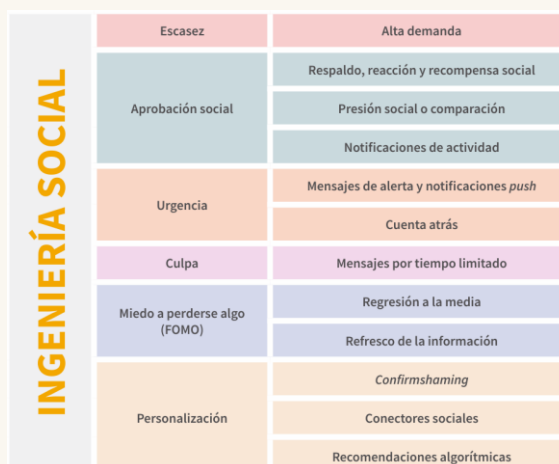 INGENIERÍA SOCIAL
Escasez
Alta demanda
Aprobación social
Respaldo, reacción y recompensa social
Presión social o comparación
Notificaciones de actividad
Urgencia
Mensajes de alerta y notificaciones push
Cuenta atrás
Culpa
Mensajes por tiempo limitado
Miedo a perderse algo
(FOMO)
Regresión a la media
Refresco de la información
Personalización
Confirmshaming
Conectores sociales
Recomendaciones algorítmicas